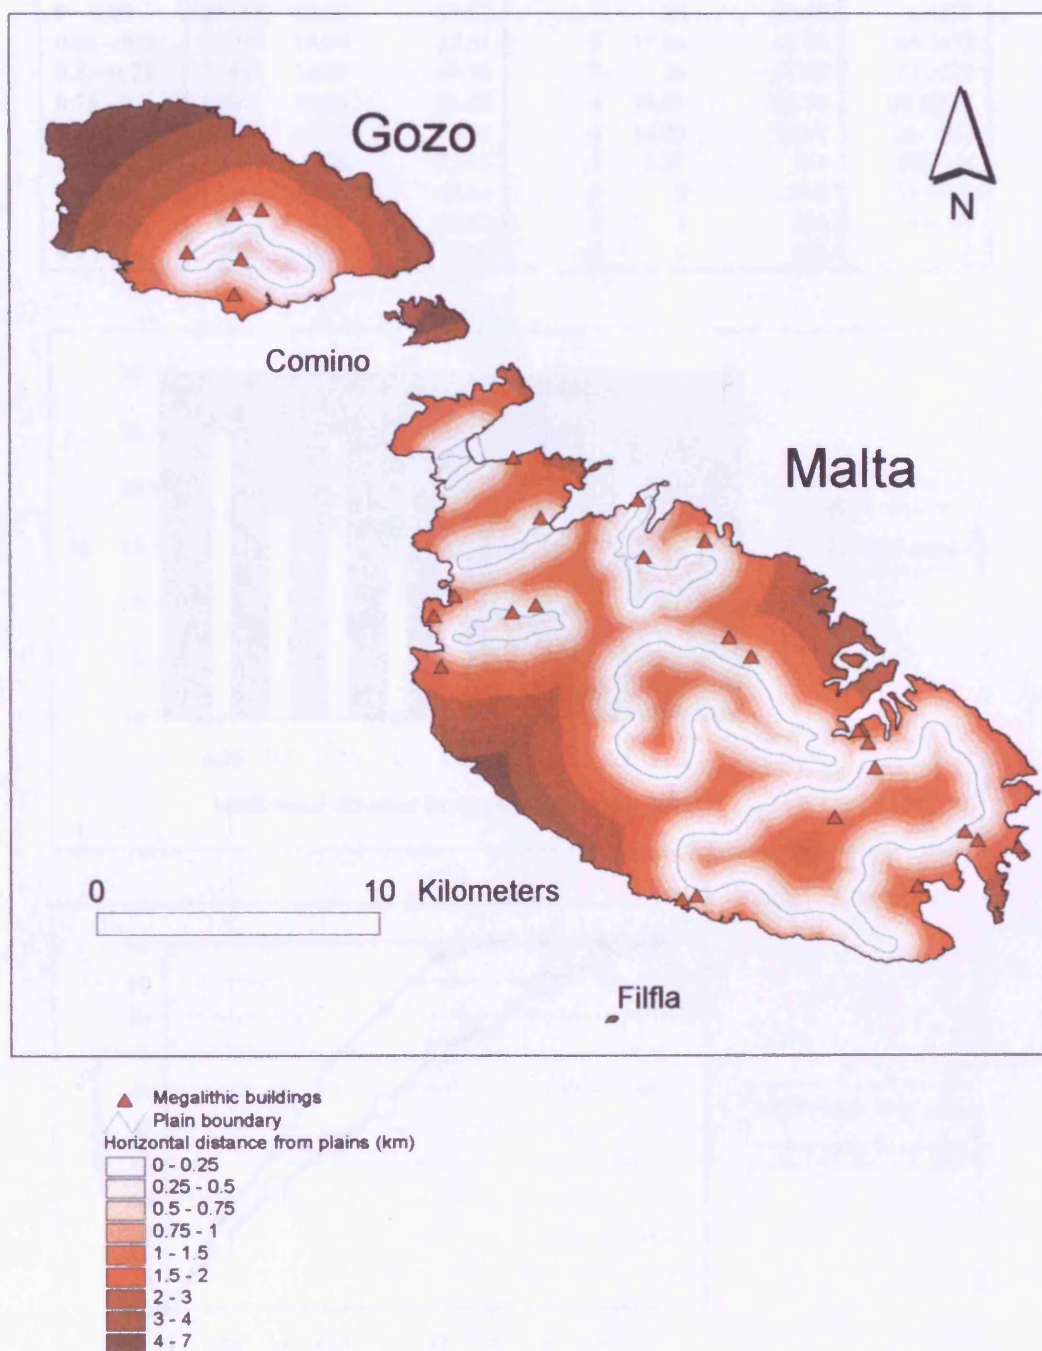 Gozo
N
Comino
Malta
0 10 Kilometers
Filfla
Megalithic buildings
Plain boundary
Horizontal distance from plains (km)
0 - 0.25
0.25 - 0.5
0.5 - 0.75
0.75 - 1
1 - 1.5
1.5 - 2
2 - 3
3 - 4
4 - 7